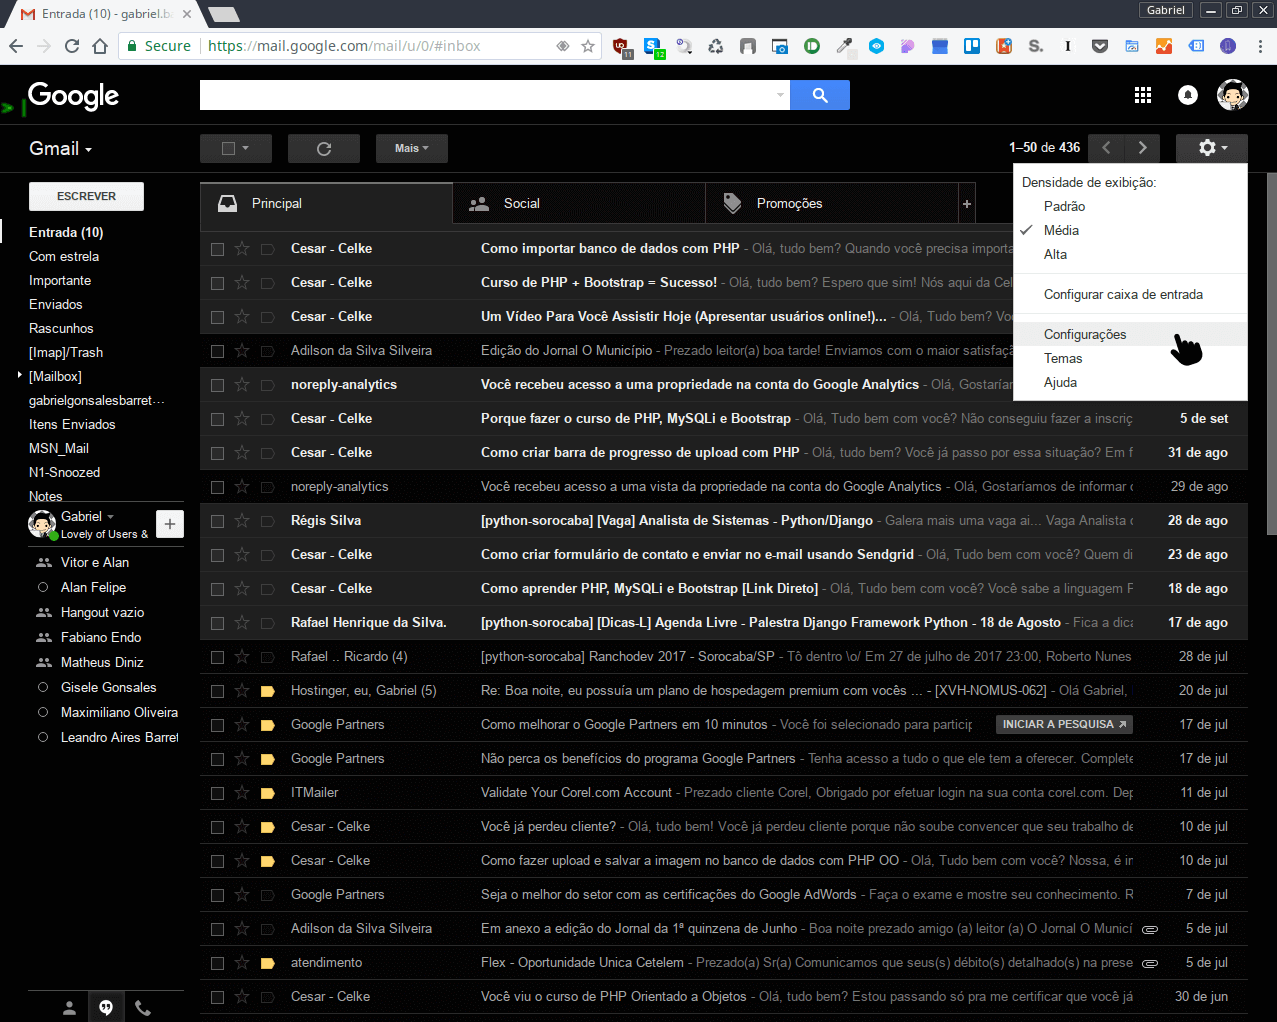 Entrada (10) - gabriel.b
Gabriel
Secure
https://mail.google.com/mail/u/0/#inbox
11
12
S.
Google
>
Gmail
Mais
1–50 de 436
ESCREVER
Principal
Social
Promoções
+
Densidade de exibição:
Padrão
Média
Alta
Configurar caixa de entrada
Configurações
Temas
Ajuda
Entrada (10)
Com estrela
Importante
Enviados
Rascunhos
[Imap]/Trash
[Mailbox]
gabrielgonsalesbarret…
Itens Enviados
MSN_Mail
N1-Snoozed
Notes
Gabriel
Lovely of Users &
+
Vitor e Alan
Alan Felipe
Hangout vazio
Fabiano Endo
Matheus Diniz
Gisele Gonsales
Maximiliano Oliveira
Leandro Aires Barret
Cesar - Celke Como importar banco de dados com PHP - Olá, tudo bem? Quando você precisa importa
Cesar - Celke Curso de PHP + Bootstrap = Sucesso! - Olá, tudo bem? Espero que sim! Nós aqui da Cel
Cesar - Celke Um Vídeo Para Você Assistir Hoje (Apresentar usuários online!)... - Olá, Tudo bem? Voc
Adilson da Silva Silveira Edição do Jornal O Município - Prezado leitor(a) boa tarde! Enviamos com o maior satisfaçã
noreply-analytics Você recebeu acesso a uma propriedade na conta do Google Analytics - Olá, Gostaríam
Cesar - Celke Porque fazer o curso de PHP, MySQLi e Bootstrap - Olá, Tudo bem com você? Não conseguiu fazer a inscriç 5 de set
Cesar - Celke Como criar barra de progresso de upload com PHP - Olá, tudo bem? Você já passo por essa situação? Em f 31 de ago
noreply-analytics Você recebeu acesso a uma vista da propriedade na conta do Google Analytics - Olá, Gostaríamos de informar 29 de ago
Régis Silva [python-sorocaba] [Vaga] Analista de Sistemas - Python/Django - Galera mais uma vaga ai... Vaga Analista 28 de ago
Cesar - Celke Como criar formulário de contato e enviar no e-mail usando Sendgrid - Olá, Tudo bem com você? Quem di 23 de ago
Cesar - Celke Como aprender PHP, MySQLi e Bootstrap [Link Direto] - Olá, Tudo bem com você? Você sabe a linguagem 18 de ago
Rafael Henrique da Silva. [python-sorocaba] [Dicas-L] Agenda Livre - Palestra Django Framework Python - 18 de Agosto - Fica a dica 17 de ago
Rafael .. Ricardo (4) [python-sorocaba] Ranchodev 2017 - Sorocaba/SP - Tô dentro \o/ Em 27 de julho de 2017 23:00, Roberto Nunes 28 de jul
Hostinger, eu, Gabriel (5) Re: Boa noite, eu possuía um plano de hospedagem premium com vocês ... - [XVH-NOMUS-062] - Olá Gabriel, 20 de jul
Google Partners Como melhorar o Google Partners em 10 minutos - Você foi selecionado para particip INICIAR A PESQUISA 17 de jul
Google Partners Não perca os benefícios do programa Google Partners - Tenha acesso a tudo o que ele tem a oferecer. Complete 17 de jul
ITMailer Validate Your Corel.com Account - Prezado cliente Corel, Obrigado por efetuar login na sua conta corel.com. Dep 11 de jul
Cesar - Celke Você já perdeu cliente? - Olá, tudo bem! Você já perdeu cliente porque não soube convencer que seu trabalho de 10 de jul
Cesar - Celke Como fazer upload e salvar a imagem no banco de dados com PHP OO - Olá, Tudo bem com você? Nossa, é in 10 de jul
Google Partners Seja o melhor do setor com as certificações do Google AdWords - Faça o exame e mostre seu conhecimento. R 7 de jul
Adilson da Silva Silveira Em anexo a edição do Jornal da 1ª quinzena de Junho - Boa noite prezado amigo (a) leitor (a) O Jornal O Municí 5 de jul
atendimento Flex - Oportunidade Unica Cetelem - Prezado(a) Sr(a) Comunicamos que seus(s) débito(s) detalhado(s) na prese 5 de jul
Cesar - Celke Você viu o curso de PHP Orientado a Objetos - Olá, tudo bem? Estou passando só pra me certificar que você já 30 de jun